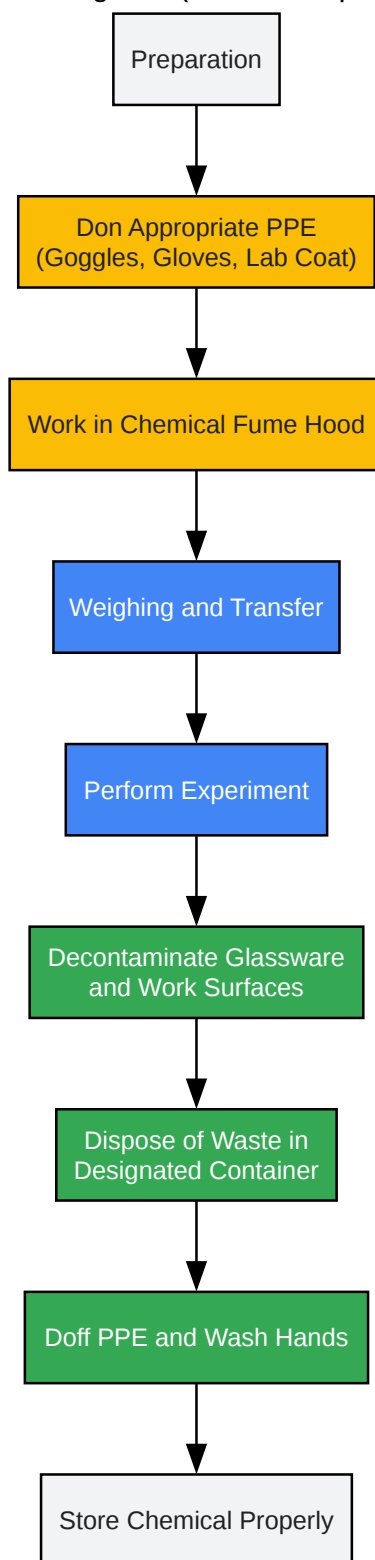 Preparation
Don Appropriate PPE
(Goggles, Gloves, Lab Coat)
Work in Chemical Fume Hood
Weighing and Transfer
Perform Experiment
Decontaminate Glassware
and Work Surfaces
Dispose of Waste in
Designated Container
Doff PPE and Wash Hands
Store Chemical Properly